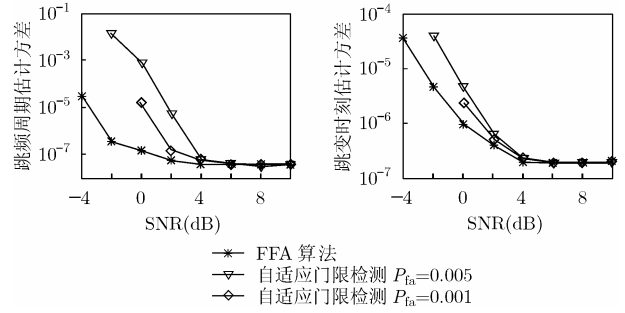 跳频周期估计方差
10⁻¹
10⁻³
10⁻⁵
10⁻⁷
−4 0 4 8
SNR(dB)
跳变时刻估计方差
10⁻⁴
10⁻⁵
10⁻⁶
10⁻⁷
−4 0 4 8
SNR(dB)
FFA 算法
自适应门限检测 Pfa=0.005
自适应门限检测 Pfa=0.001